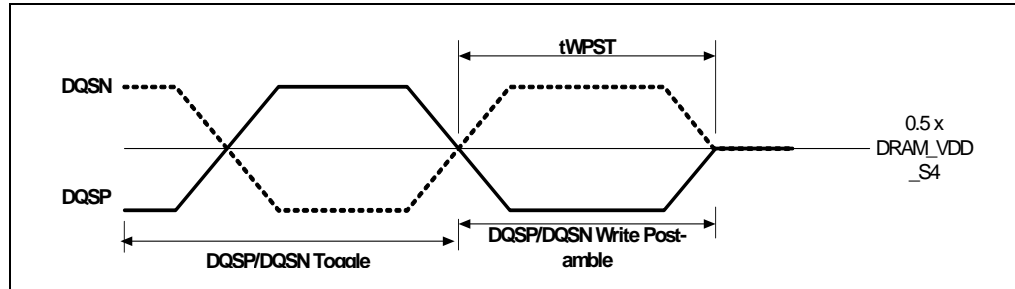 tWPST
DQSN
0.5 x
DRAM_VDD
_S4
DQSP
DQSP/DQSN Write Post-
amble
DQSP/DQSN Toggle